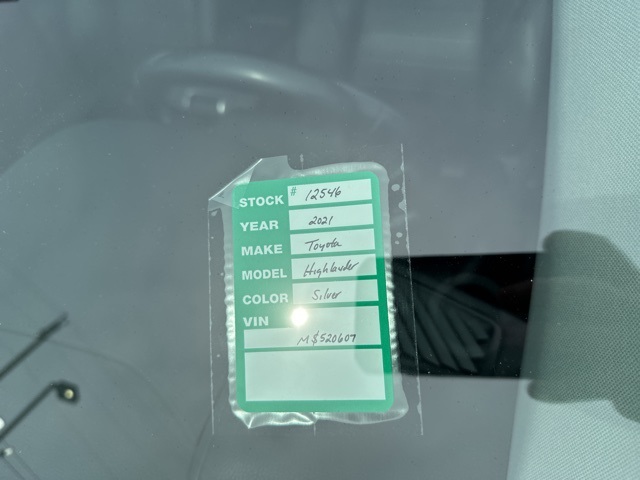 STOCK # 12546
YEAR 2021
MAKE Toyota
MODEL Highlander
COLOR Silver
VIN
M$520607